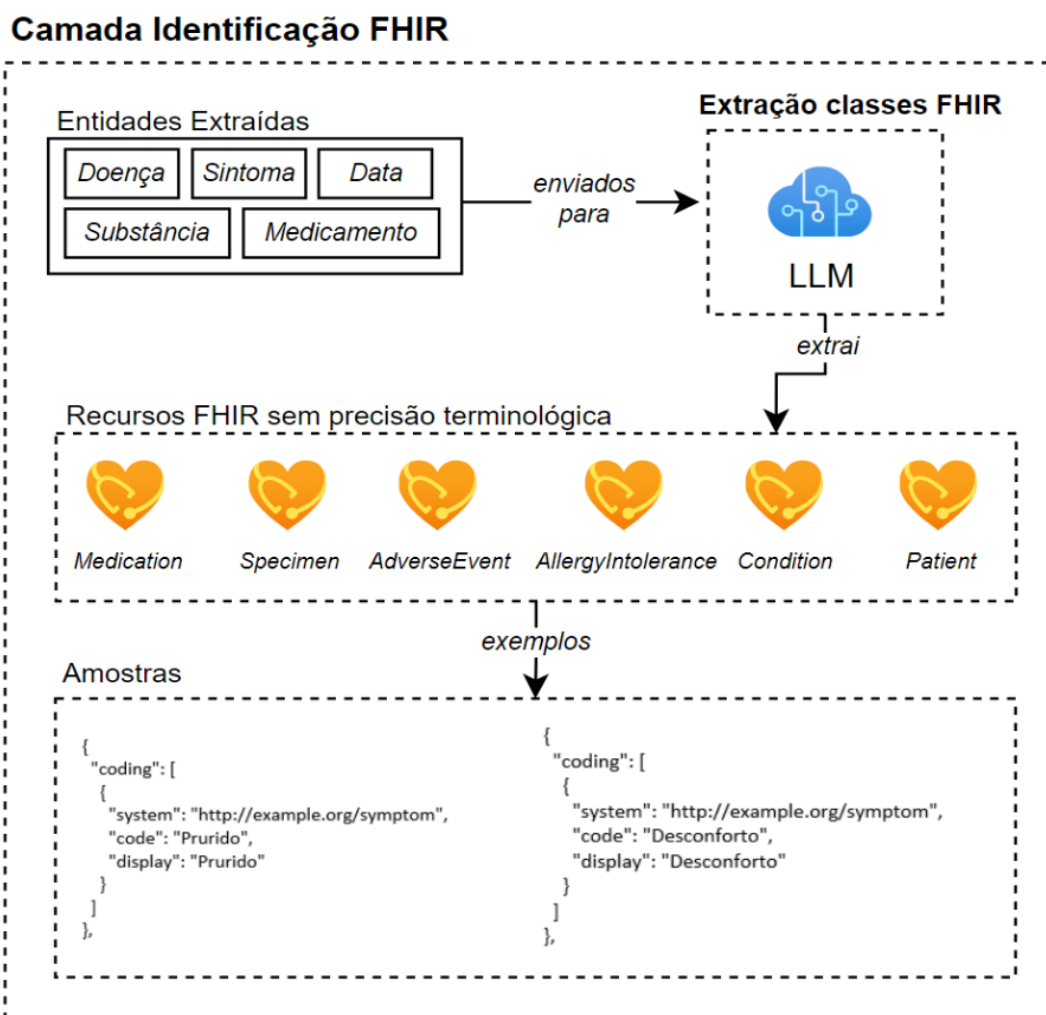 Camada Identificação FHIR
Entidades Extraídas
Doença
Sintoma
Data
Substância
Medicamento
enviados
para
Extração classes FHIR
LLM
extrai
Recursos FHIR sem precisão terminológica
Medication
Specimen
AdverseEvent
AllergyIntolerance
Condition
Patient
exemplos
Amostras
{
"coding": [
{
"system": "http://example.org/symptom",
"code": "Prurido",
"display": "Prurido"
}
]
},
{
"coding": [
{
"system": "http://example.org/symptom",
"code": "Desconforto",
"display": "Desconforto"
}
]
},